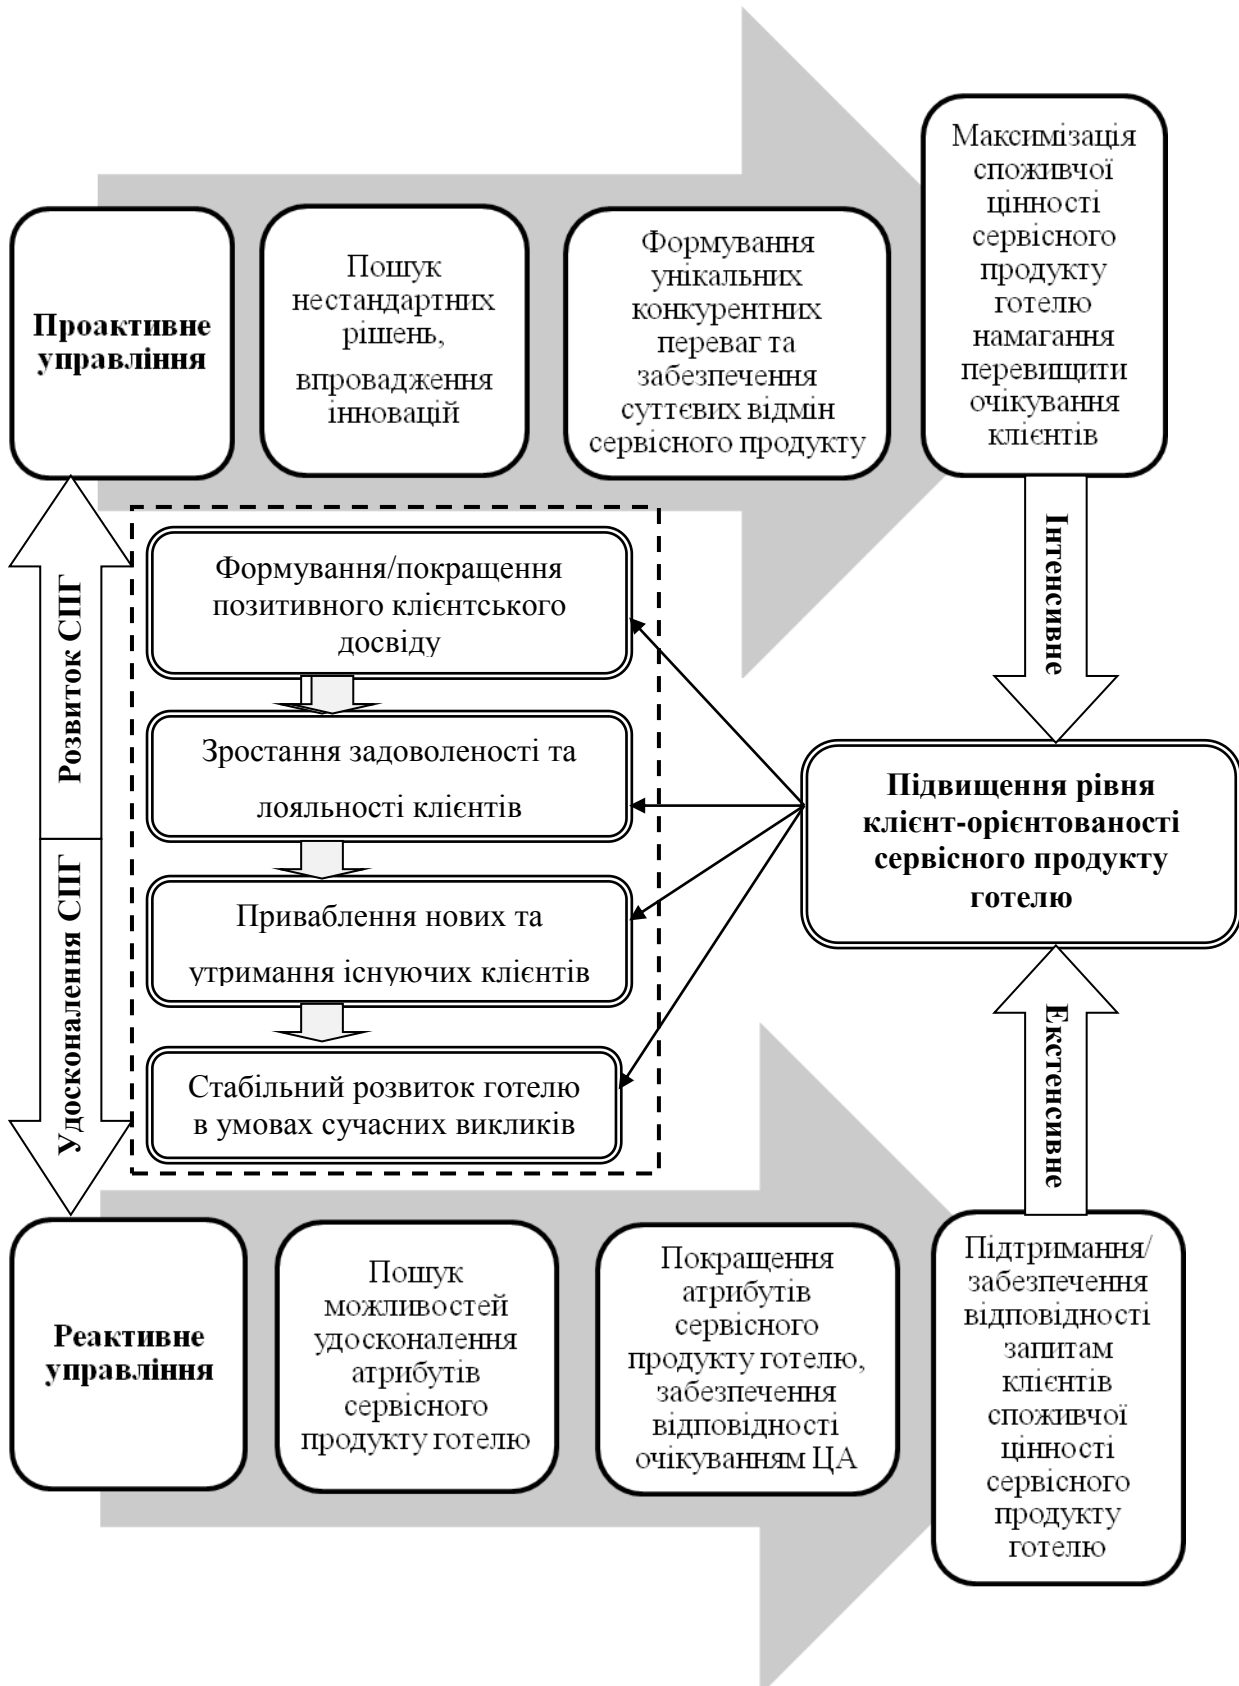 Проактивне
управління
Пошук
нестандартних
рішень,
впровадження
інновацій
Формування
унікальних
конкурентних
переваг та
забезпечення
суттєвих відмін
сервісного продукту
Максимізація
споживчої
цінності
сервісного
продукту
готелю
намагання
перевищити
очікування
клієнтів
Розвиток СПГ
Удосконалення СПГ
Формування/покращення
позитивного клієнтського
досвіду
Зростання задоволеності та
лояльності клієнтів
Приваблення нових та
утримання існуючих клієнтів
Стабільний розвиток готелю
в умовах сучасних викликів
Інтенсивне
Підвищення рівня
клієнт-орієнтованості
сервісного продукту
готелю
Екстенсивне
Реактивне
управління
Пошук
можливостей
удосконалення
атрибутів
сервісного
продукту готелю
Покращення
атрибутів
сервісного
продукту готелю,
забезпечення
відповідності
очікуванням ЦА
Підтримання/
забезпечення
відповідності
запитам
клієнтів
споживчої
цінності
сервісного
продукту
готелю